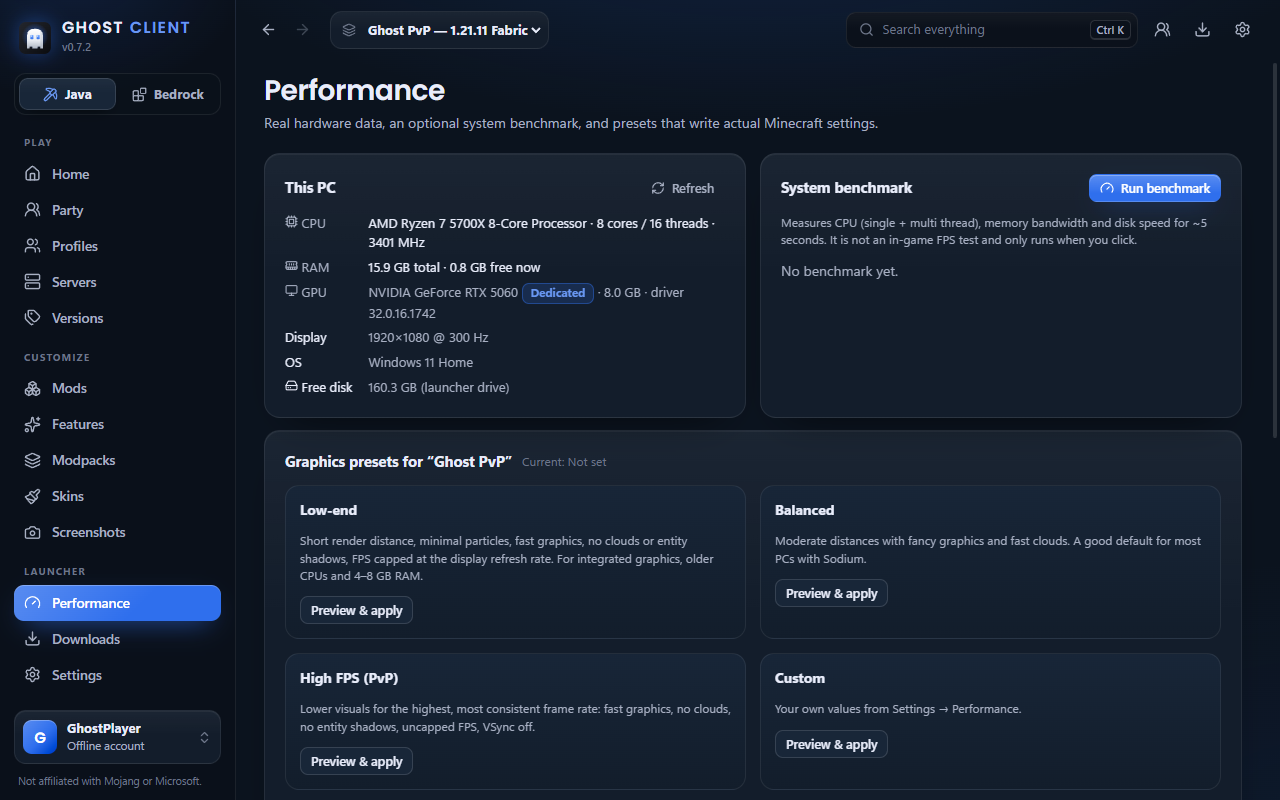 GHOST CLIENT
v0.7.2
Java
Bedrock
PLAY
Home
Party
Profiles
Servers
Versions
CUSTOMIZE
Mods
Features
Modpacks
Skins
Screenshots
LAUNCHER
Performance
Downloads
Settings
G
GhostPlayer
Offline account
Not affiliated with Mojang or Microsoft.
Ghost PvP — 1.21.11 Fabric
Search everything
Ctrl K
Performance
Real hardware data, an optional system benchmark, and presets that write actual Minecraft settings.
This PC
Refresh
CPU
AMD Ryzen 7 5700X 8-Core Processor · 8 cores / 16 threads ·
3401 MHz
RAM
15.9 GB total · 0.8 GB free now
GPU
NVIDIA GeForce RTX 5060 Dedicated · 8.0 GB · driver
32.0.16.1742
Display
1920×1080 @ 300 Hz
OS
Windows 11 Home
Free disk
160.3 GB (launcher drive)
System benchmark
Run benchmark
Measures CPU (single + multi thread), memory bandwidth and disk speed for ~5
seconds. It is not an in-game FPS test and only runs when you click.
No benchmark yet.
Graphics presets for “Ghost PvP”
Current: Not set
Low-end
Short render distance, minimal particles, fast graphics, no clouds or entity
shadows, FPS capped at the display refresh rate. For integrated graphics, older
CPUs and 4–8 GB RAM.
Preview & apply
Balanced
Moderate distances with fancy graphics and fast clouds. A good default for most
PCs with Sodium.
Preview & apply
High FPS (PvP)
Lower visuals for the highest, most consistent frame rate: fast graphics, no clouds,
no entity shadows, uncapped FPS, VSync off.
Preview & apply
Custom
Your own values from Settings → Performance.
Preview & apply